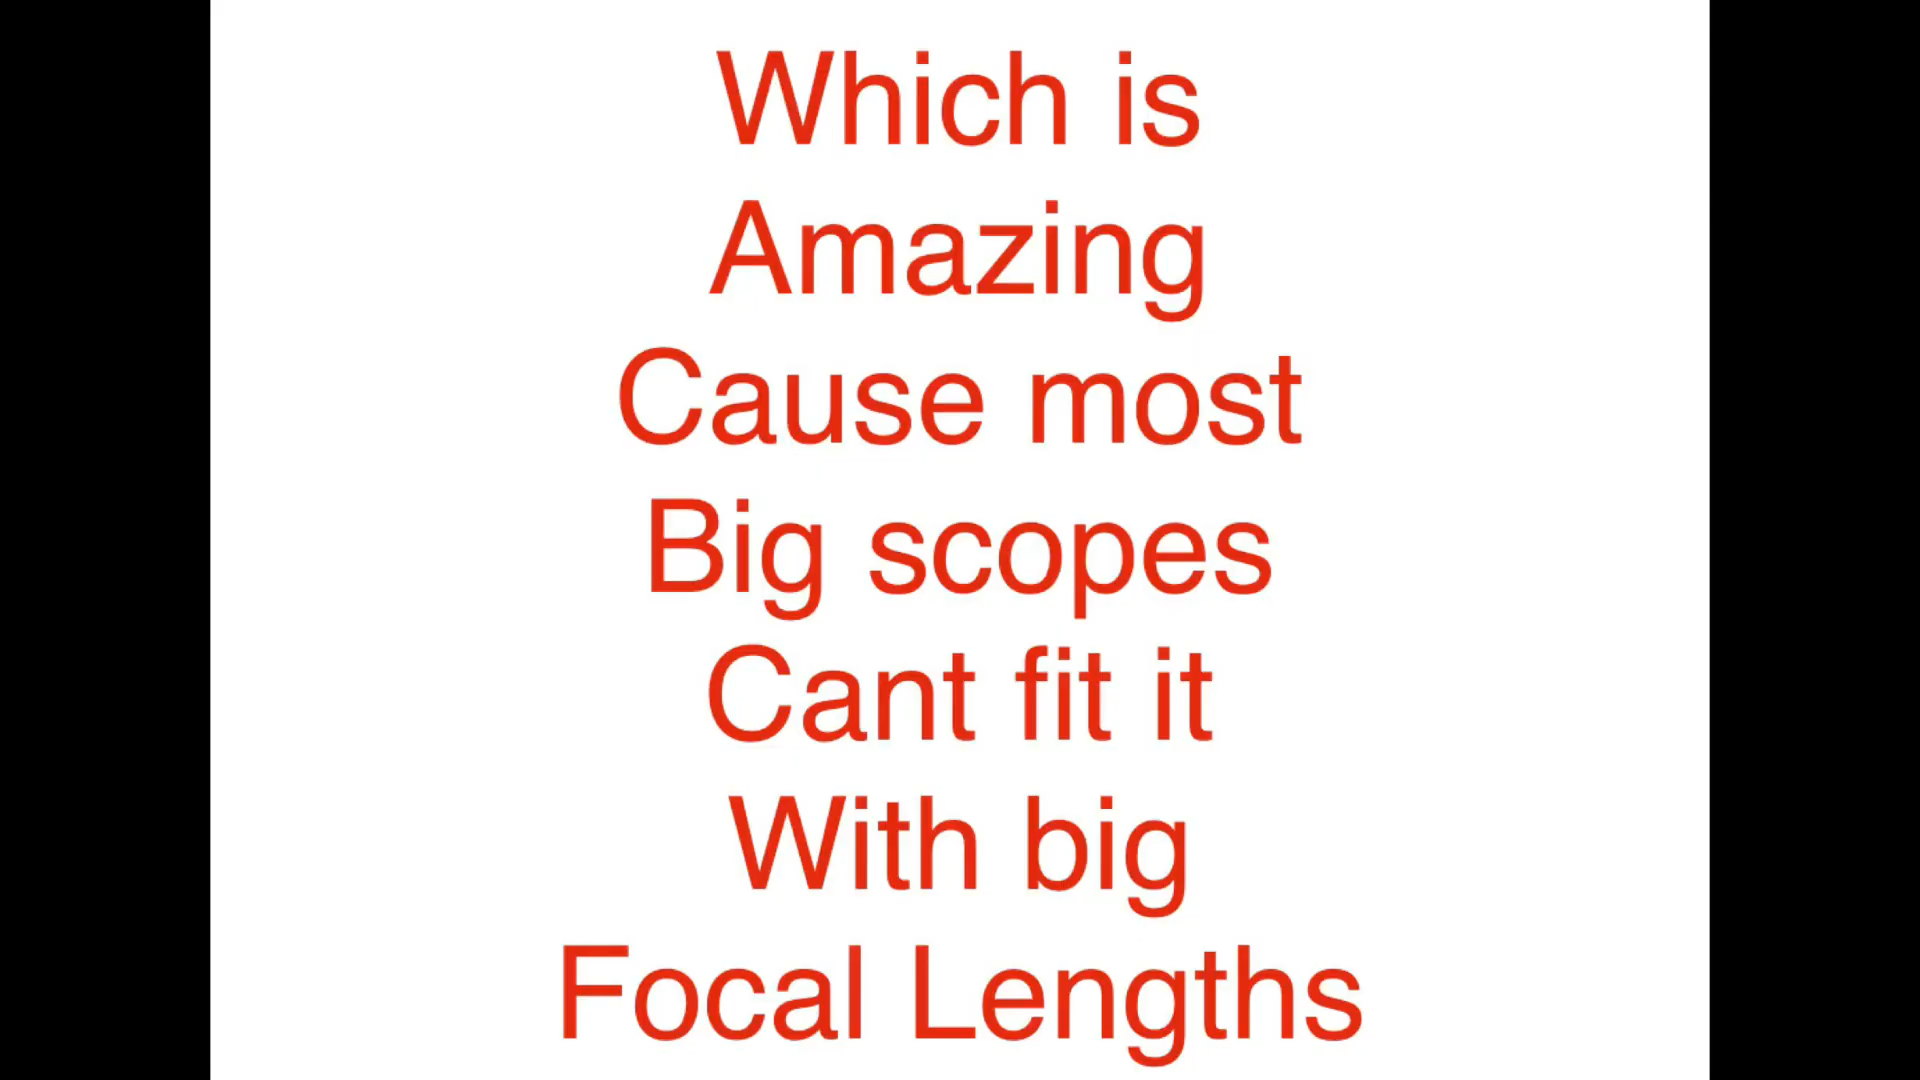 Which is
Amazing
Cause most
Big scopes
Cant fit it
With big
Focal Lengths